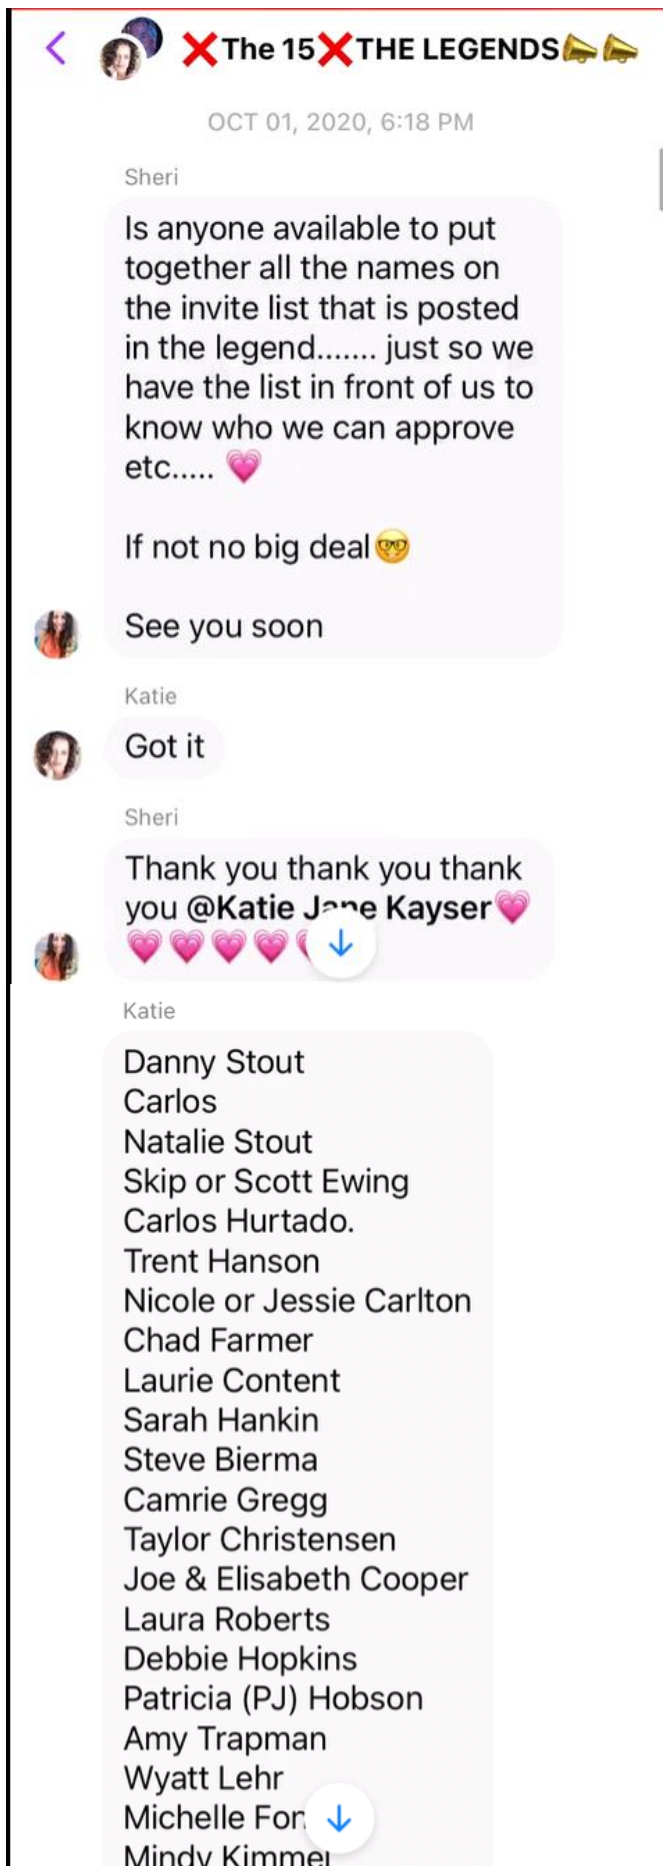 ❌The 15❌THE LEGENDS📣📣
OCT 01, 2020, 6:18 PM
Sheri
Is anyone available to put
together all the names on
the invite list that is posted
in the legend....... just so we
have the list in front of us to
know who we can approve
etc..... 💗
If not no big deal🤓
See you soon
Katie
Got it
Sheri
Thank you thank you thank
you @Katie Jane Kayser💗
💗💗💗💗
Katie
Danny Stout
Carlos
Natalie Stout
Skip or Scott Ewing
Carlos Hurtado.
Trent Hanson
Nicole or Jessie Carlton
Chad Farmer
Laurie Content
Sarah Hankin
Steve Bierma
Camrie Gregg
Taylor Christensen
Joe & Elisabeth Cooper
Laura Roberts
Debbie Hopkins
Patricia (PJ) Hobson
Amy Trapman
Wyatt Lehr
Michelle
Mindy Kimmel